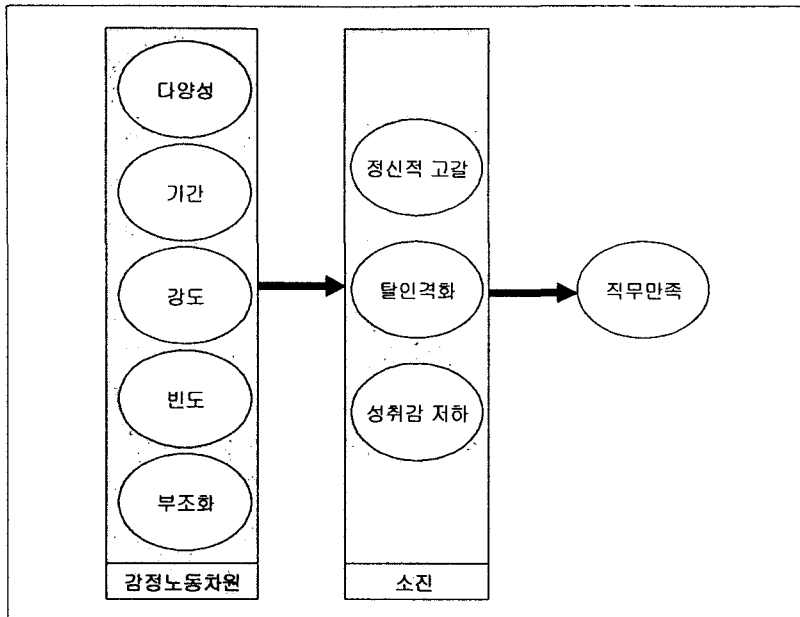 다양성
기간
강도
빈도
부조화
감정노동차원
정신적 고갈
탈인격화
성취감 저하
소진
직무만족